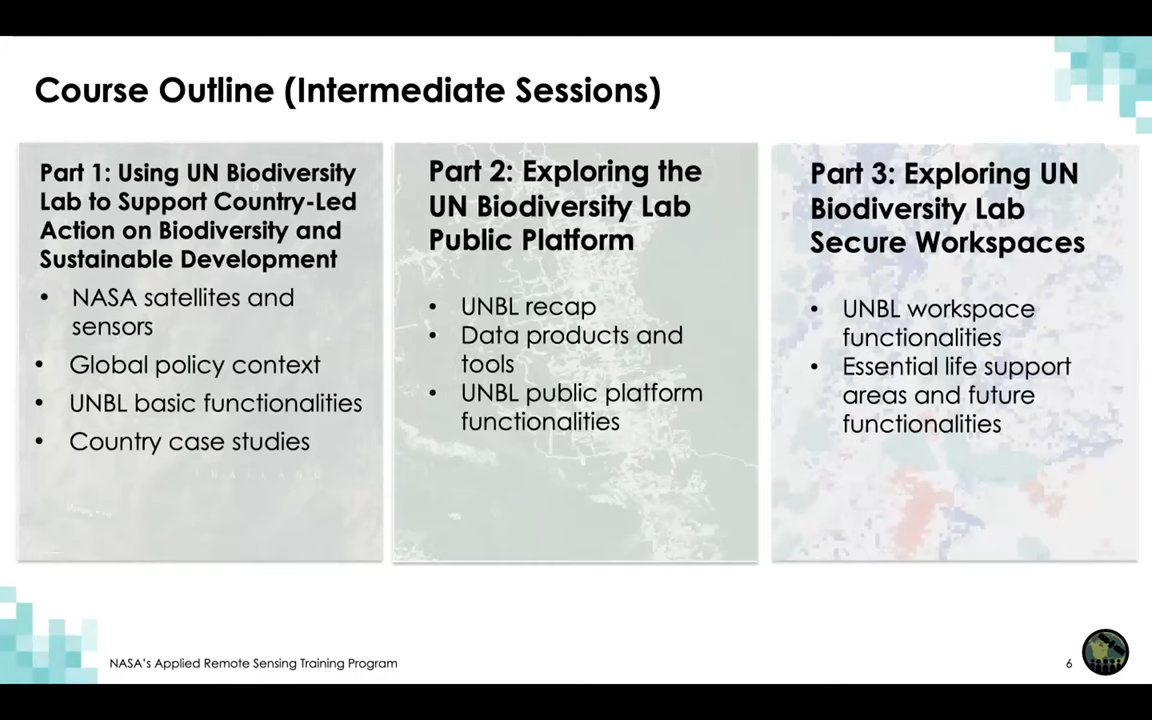 Course Outline (Intermediate Sessions)
Part 1: Using UN Biodiversity
Lab to Support Country-Led
Action on Biodiversity and
Sustainable Development
• NASA satellites and
sensors
• Global policy context
• UNBL basic functionalities
• Country case studies
Part 2: Exploring the
UN Biodiversity Lab
Public Platform
• UNBL recap
• Data products and
tools
• UNBL public platform
functionalities
Part 3: Exploring UN
Biodiversity Lab
Secure Workspaces
• UNBL workspace
functionalities
• Essential life support
areas and future
functionalities
NASA's Applied Remote Sensing Training Program
6